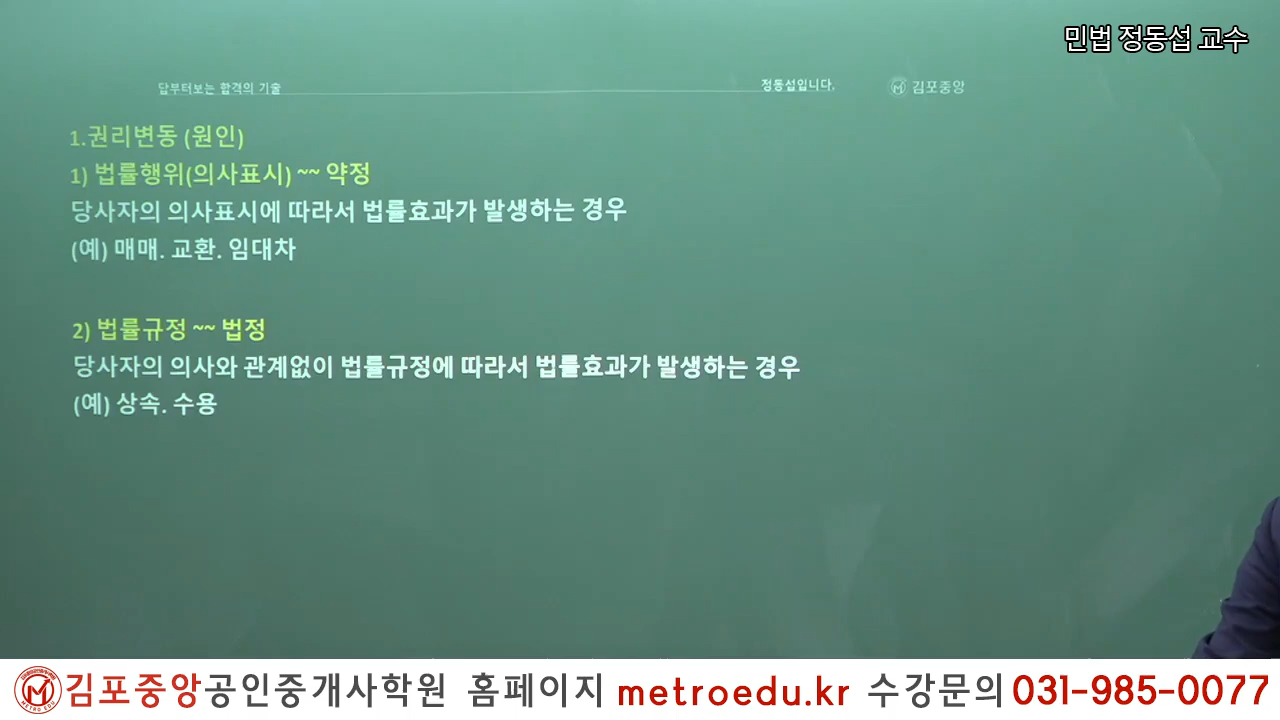 민법 정동섭 교수
답부터보는 합격의 기술
정동섭입니다.
김포중앙
1.권리변동 (원인)
1) 법률행위(의사표시) ~~ 약정
당사자의 의사표시에 따라서 법률효과가 발생하는 경우
(예) 매매. 교환. 임대차
2) 법률규정 ~~ 법정
당사자의 의사와 관계없이 법률규정에 따라서 법률효과가 발생하는 경우
(예) 상속. 수용
김포중앙공인중개사학원 홈페이지 metroedu.kr 수강문의 031-985-0077
METRO EDU